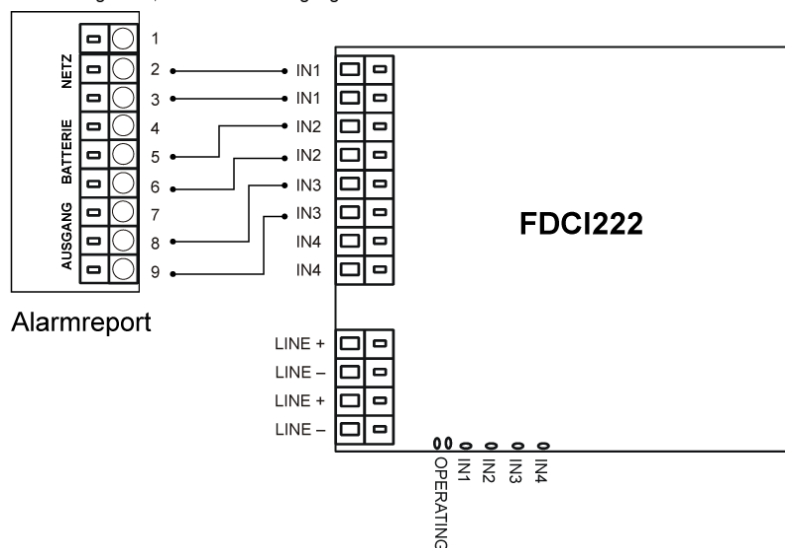 1
NETZ
2
3
4
BATTERIE
5
6
7
AUSGANG
8
9
Alarmreport
IN1
IN1
IN2
IN2
IN3
IN3
IN4
IN4
FDCI222
LINE +
LINE –
LINE +
LINE –
OPERATING
IN1
IN2
IN3
IN4